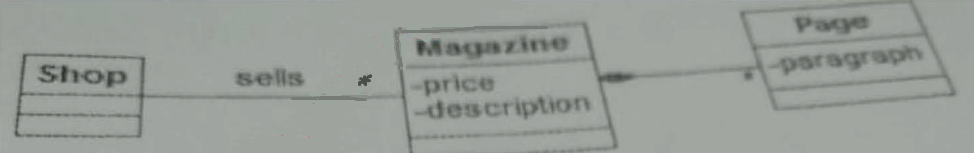 Shop
sells
*
Magazine
-price
-description
*
Page
-paragraph